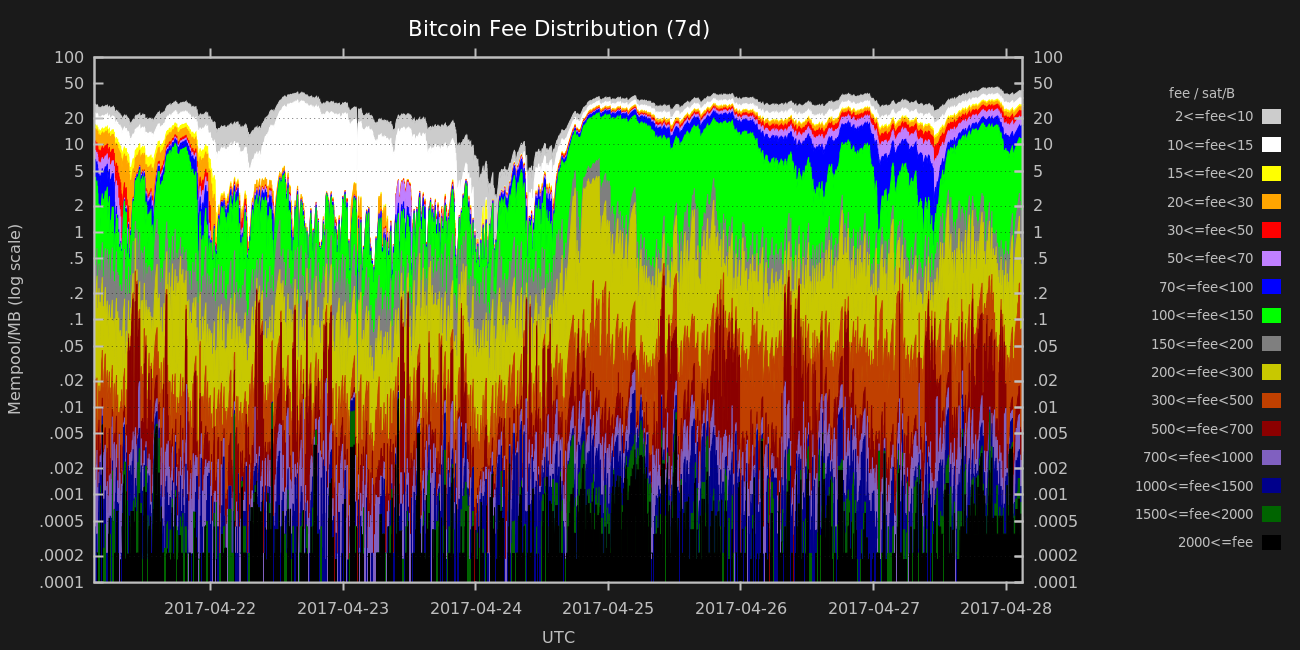 Bitcoin Fee Distribution (7d)
Mempool/MB (log scale)
100
50
20
10
5
2
1
.5
.2
.1
.05
.02
.01
.005
.002
.001
.0005
.0002
.0001
100
50
20
10
5
2
1
.5
.2
.1
.05
.02
.01
.005
.002
.001
.0005
.0002
.0001
2017-04-22 2017-04-23 2017-04-24 2017-04-25 2017-04-26 2017-04-27 2017-04-28
UTC
fee / sat/B
2<=fee<10
10<=fee<15
15<=fee<20
20<=fee<30
30<=fee<50
50<=fee<70
70<=fee<100
100<=fee<150
150<=fee<200
200<=fee<300
300<=fee<500
500<=fee<700
700<=fee<1000
1000<=fee<1500
1500<=fee<2000
2000<=fee